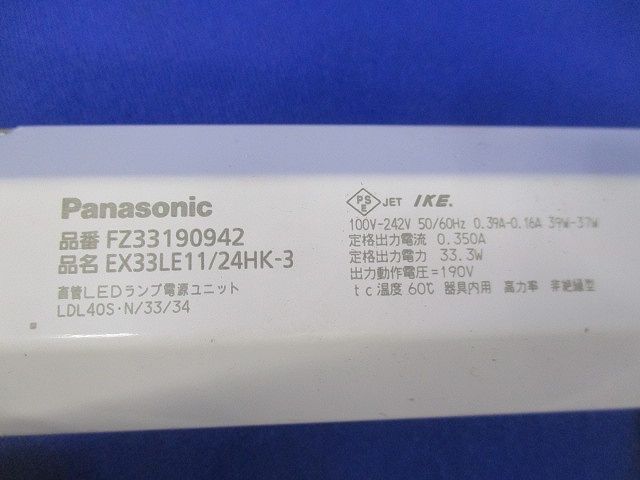 Panasonic
品番 FZ33190942
品名 EX33LE11/24HK-3
直管LEDランプ電源ユニット
LDL40S・N/33/34
PS
E JET IKE.
100V-242V 50/60Hz 0.39A-0.16A 39W-37W
定格出力電流 0.350A
定格出力電力 33.3W
出力動作電圧=190V
tc温度 60℃ 器具内用 高力率 非絶縁型